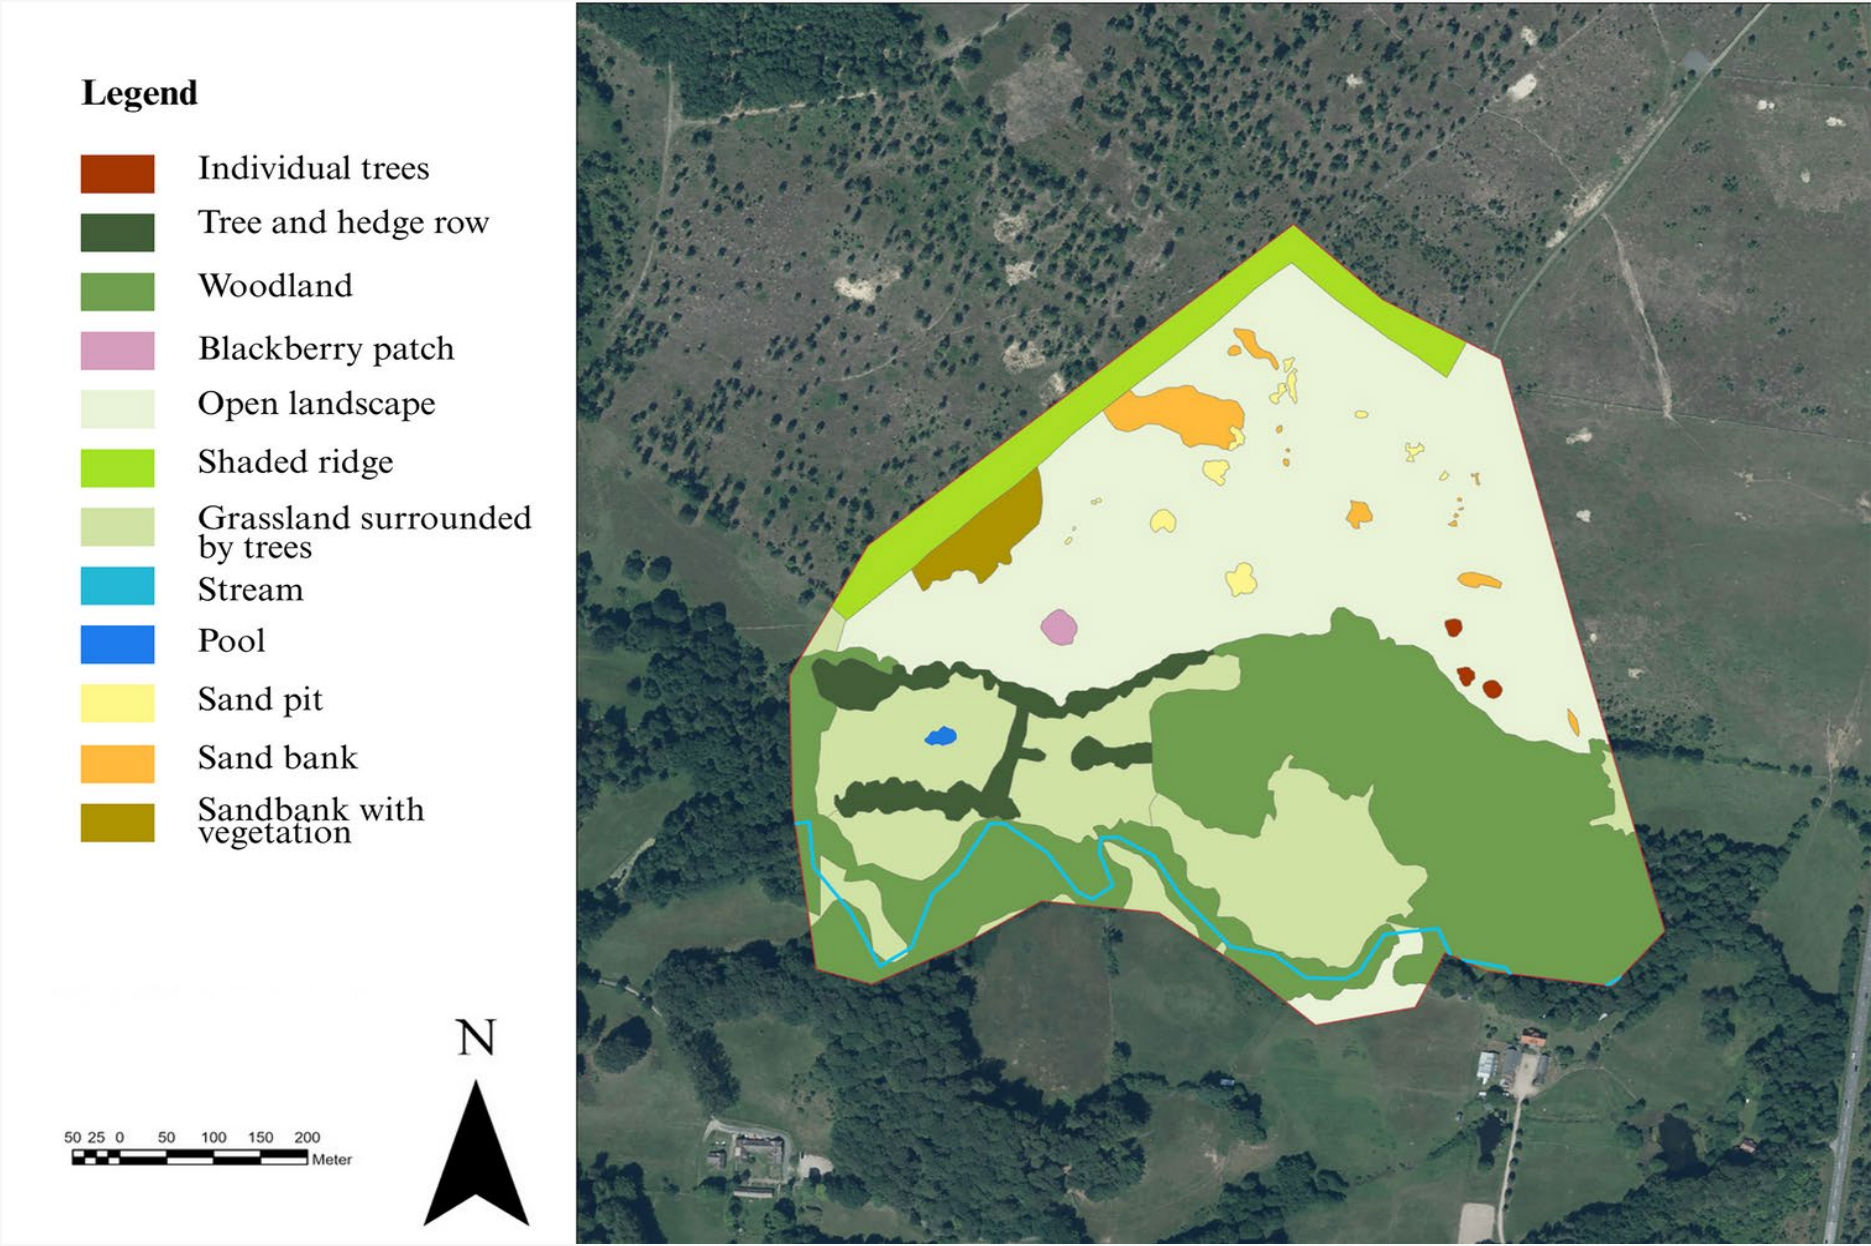 Legend
Individual trees
Tree and hedge row
Woodland
Blackberry patch
Open landscape
Shaded ridge
Grassland surrounded
by trees
Stream
Pool
Sand pit
Sand bank
Sandbank with
vegetation
N
50 25 0 50 100 150 200
Meter